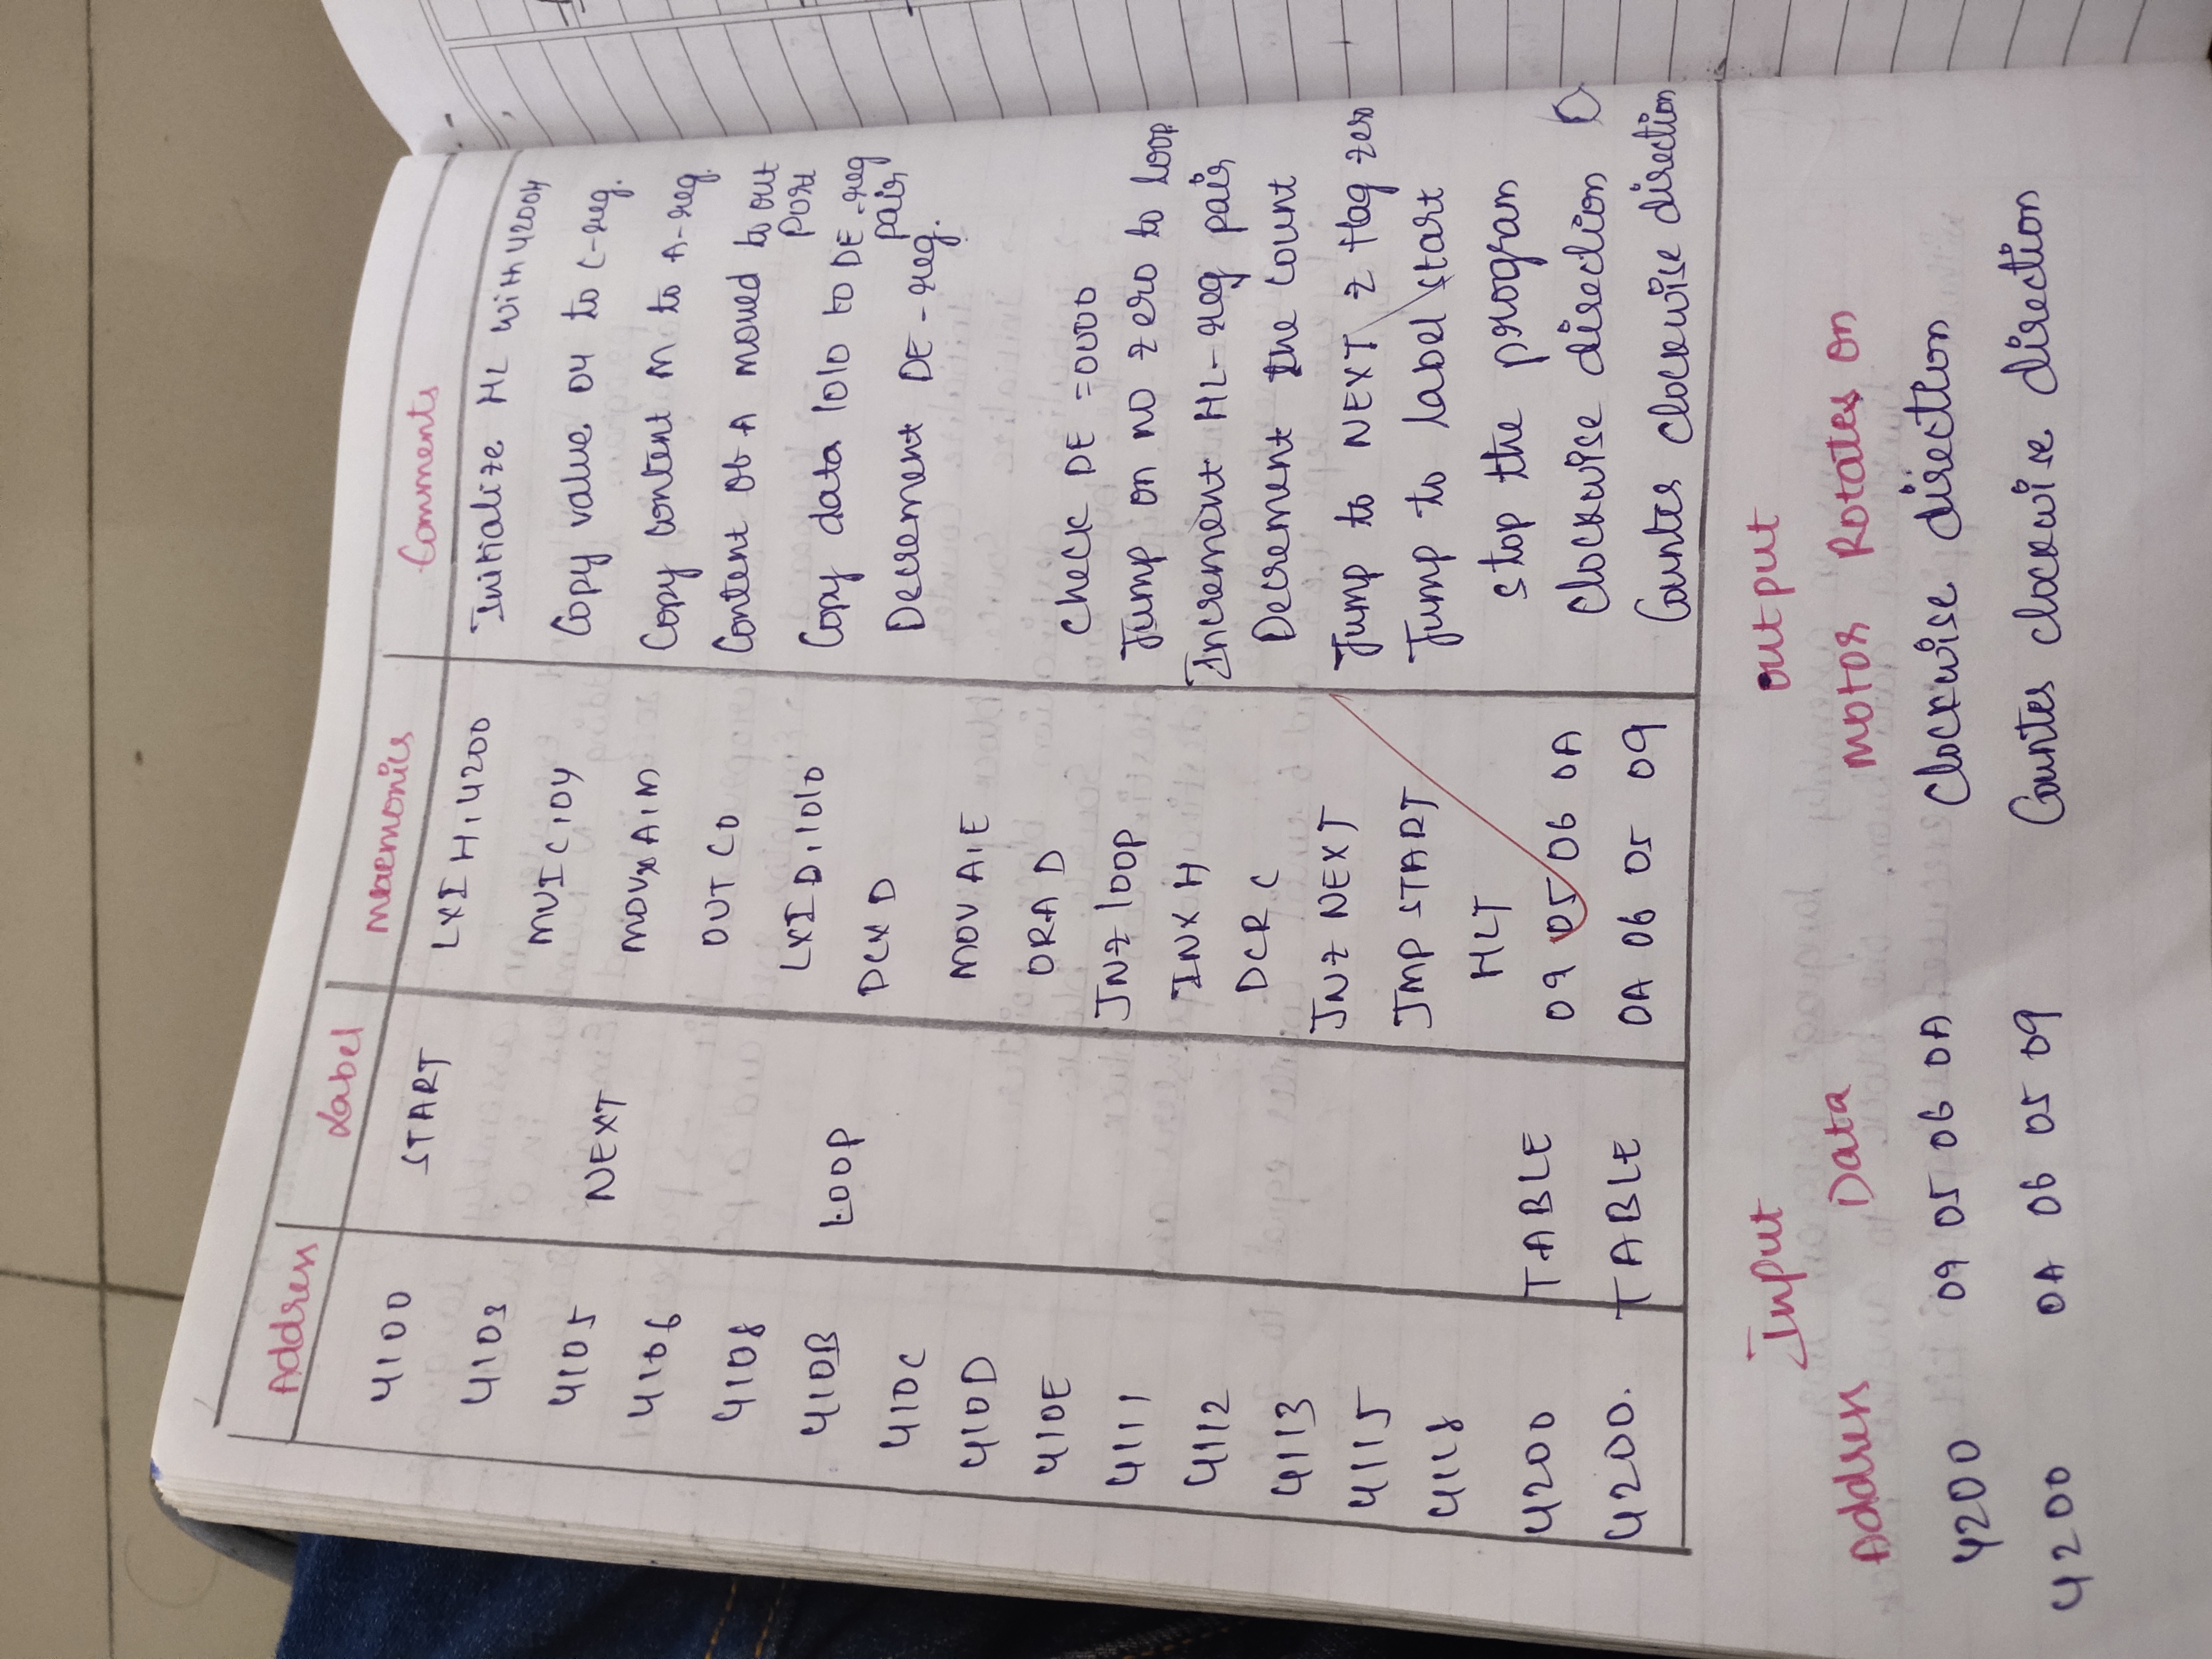 Address Label Mnemonics Comments
4100 START LXI H, 4200 Initialize HL with 4200H
4103 MVI C, 04 Copy value 04 to C-reg.
4105 NEXT MOVX A, M Copy content M to A-reg
4106 OUT C0 Content of A moved to out Port
4108 LXI D, 1010 Copy data 1010 to DE-reg pair
410B LOOP DCX D Decrement DE-reg.
410C MOV A, E
410D ORA D Check DE =0000
410E JNZ loop Jump on no zero to loop
4111 INX H Increment HL-reg pair
4112 DCR C Decrement the count
4113 JNZ NEXT Jump to NEXT z flag zero
4115 JMP START Jump to label start
4118 HLT stop the program
4200 TABLE 09 05 06 0A Clockwise direction
4200. TABLE 0A 06 05 09 Counter clockwise direction
Input Output
Address Data Motor Rotates on
4200 09 05 06 0A Clockwise direction
4200 0A 06 05 09 Counter clockwise direction